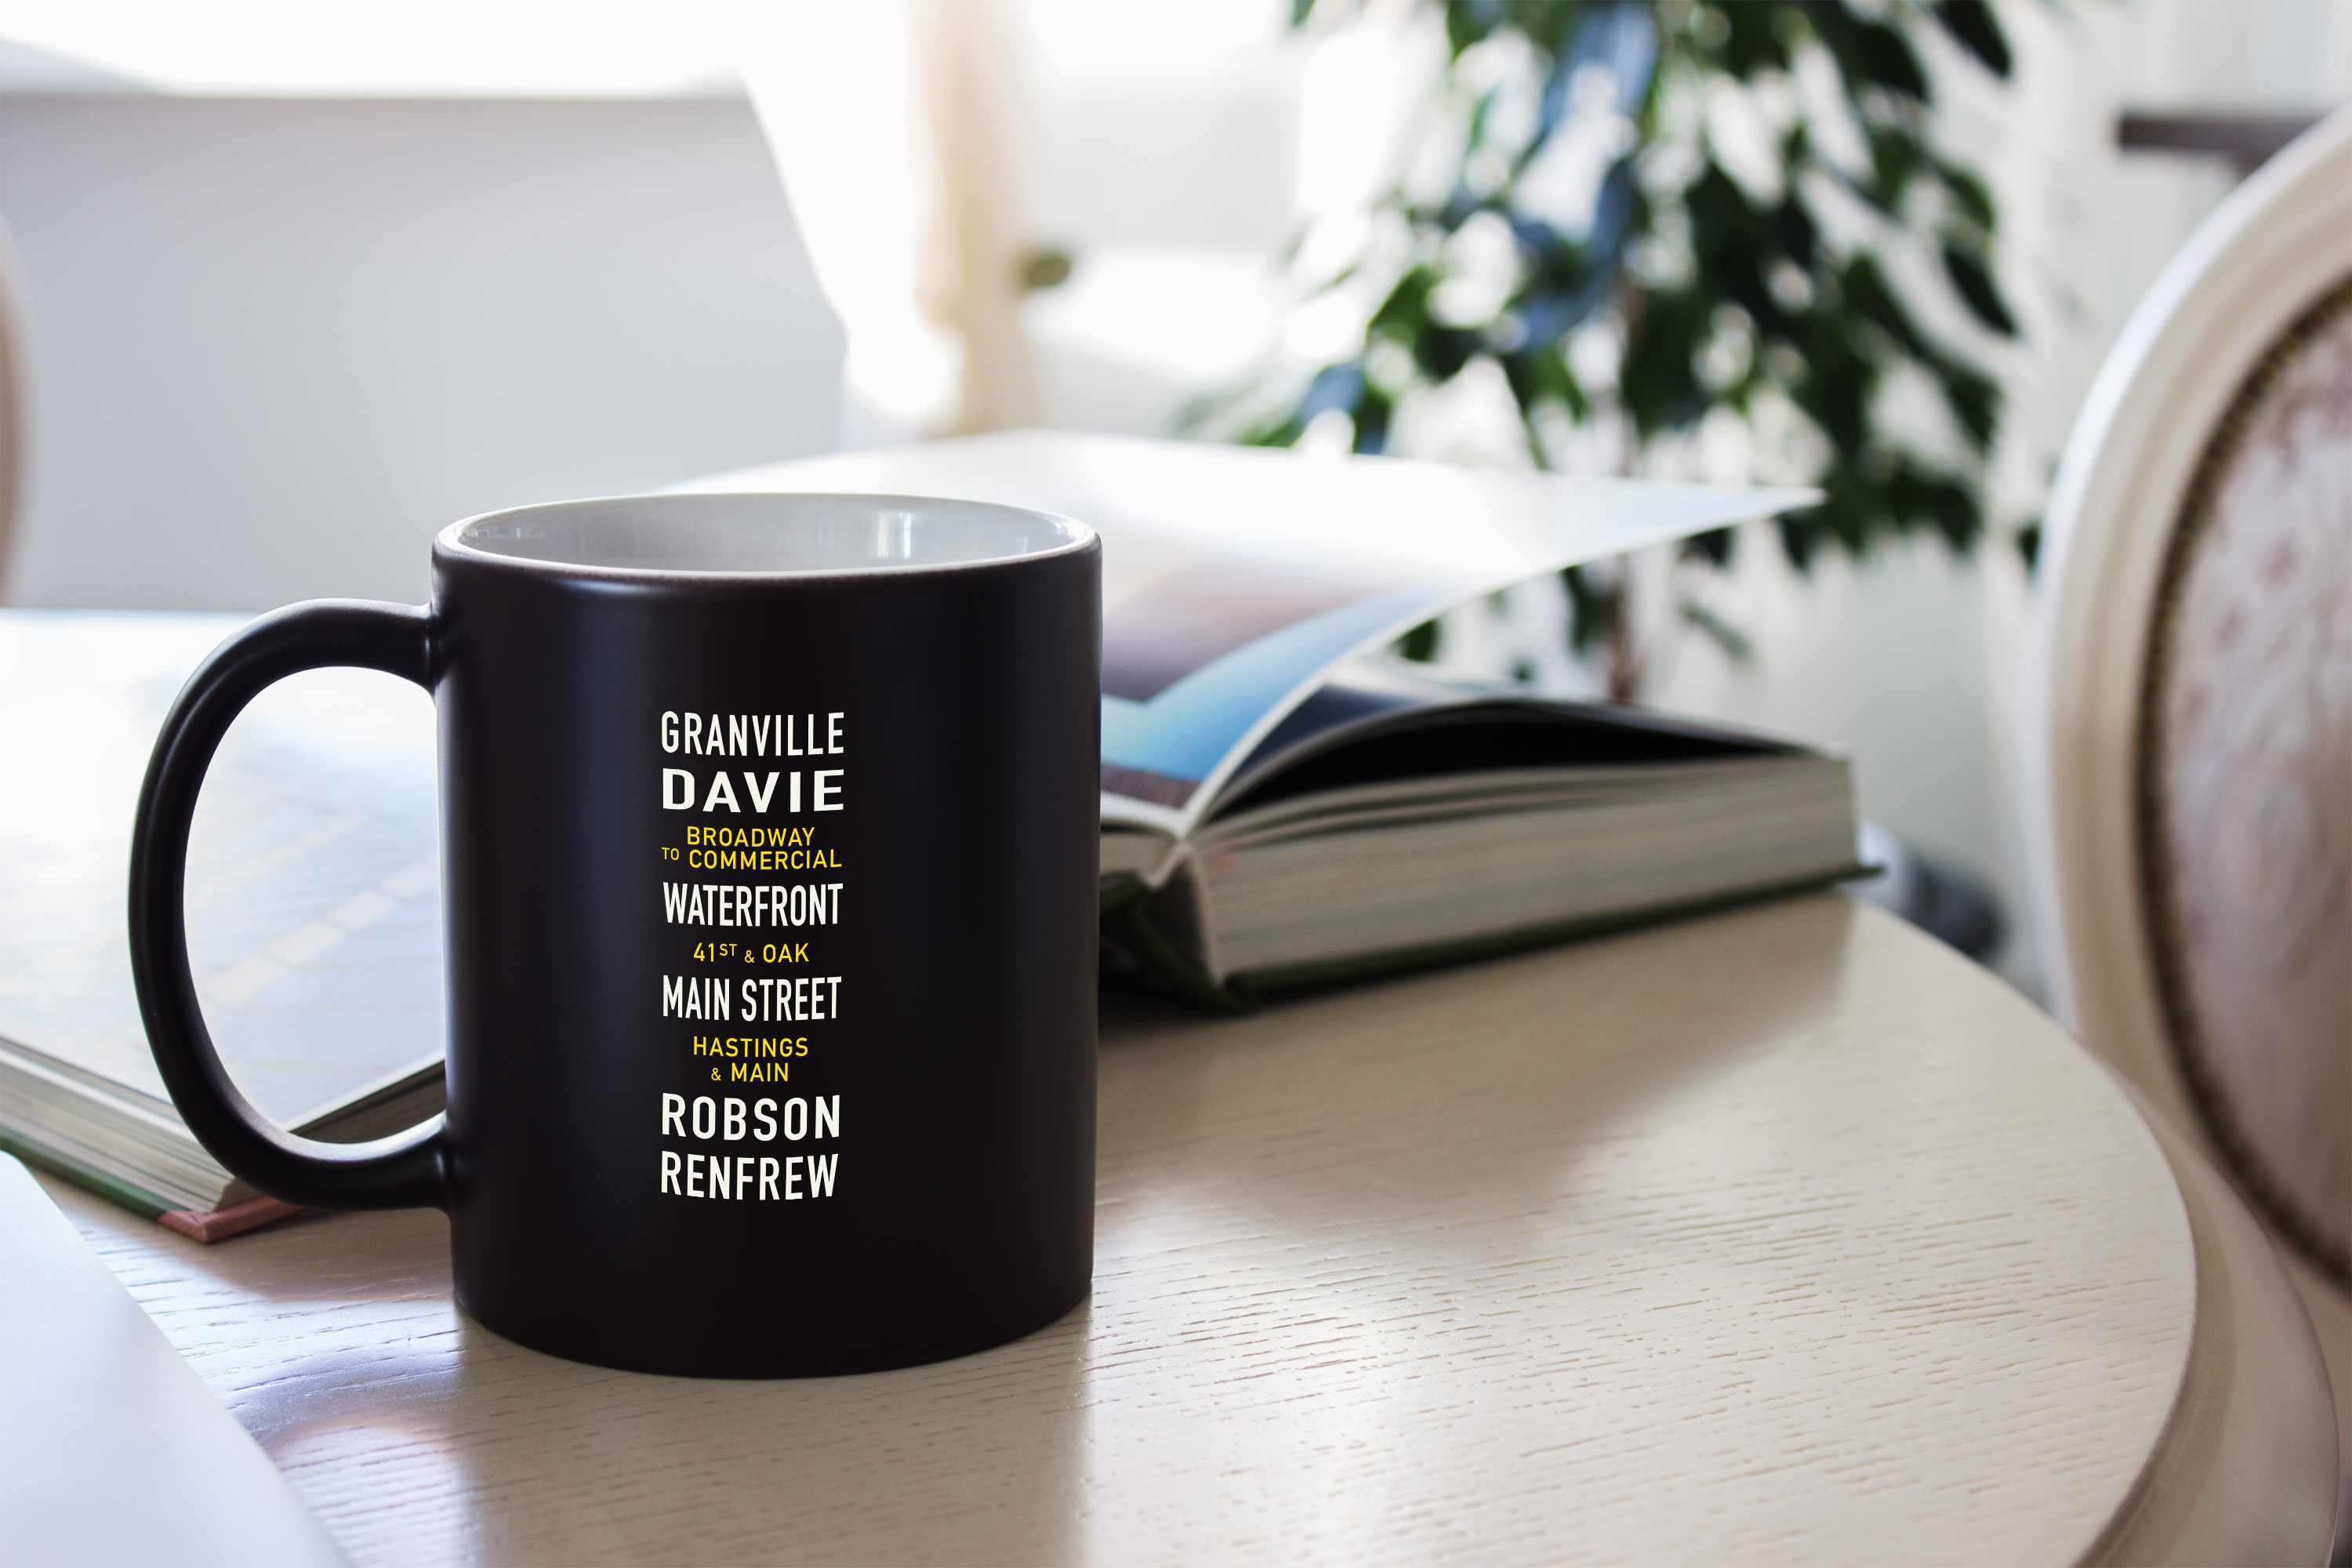 GRANVILLE
DAVIE
BROADWAY
TO COMMERCIAL
WATERFRONT
41ST & OAK
MAIN STREET
HASTINGS
& MAIN
ROBSON
RENFREW